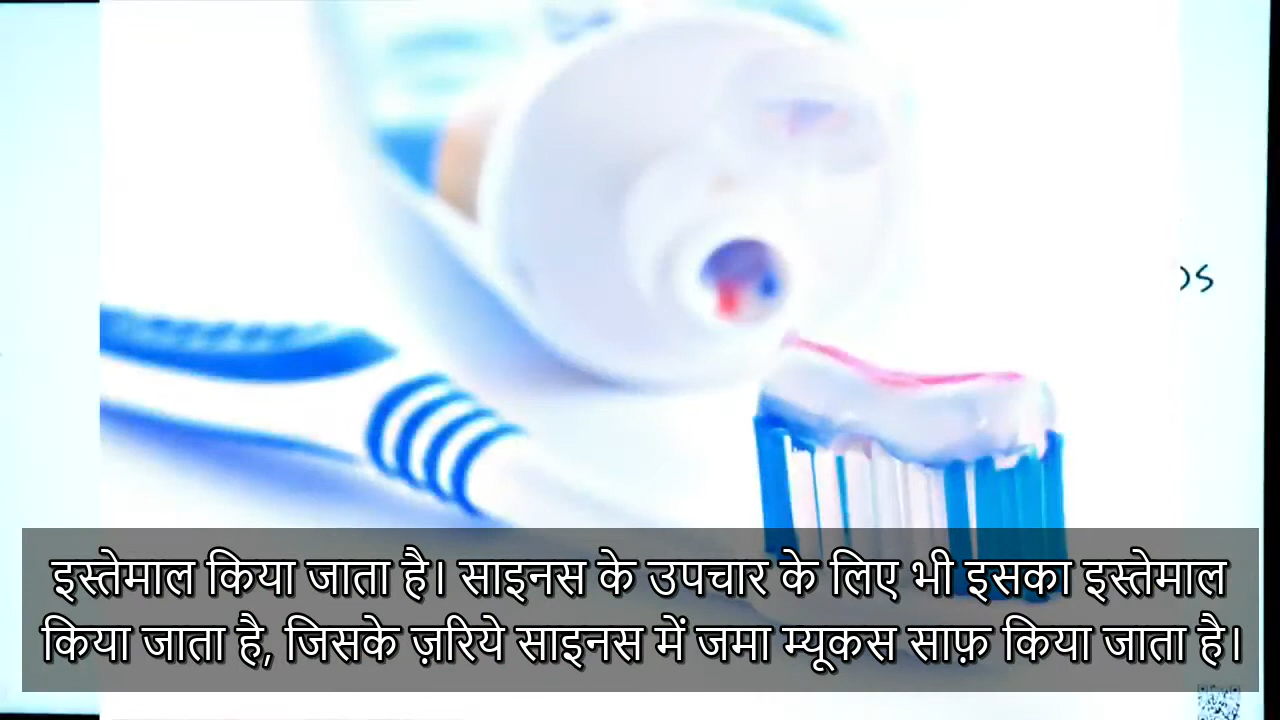 इस्तेमाल किया जाता है। साइनस के उपचार के लिए भी इसका इस्तेमाल
किया जाता है, जिसके ज़रिये साइनस में जमा म्यूकस साफ़ किया जाता है।